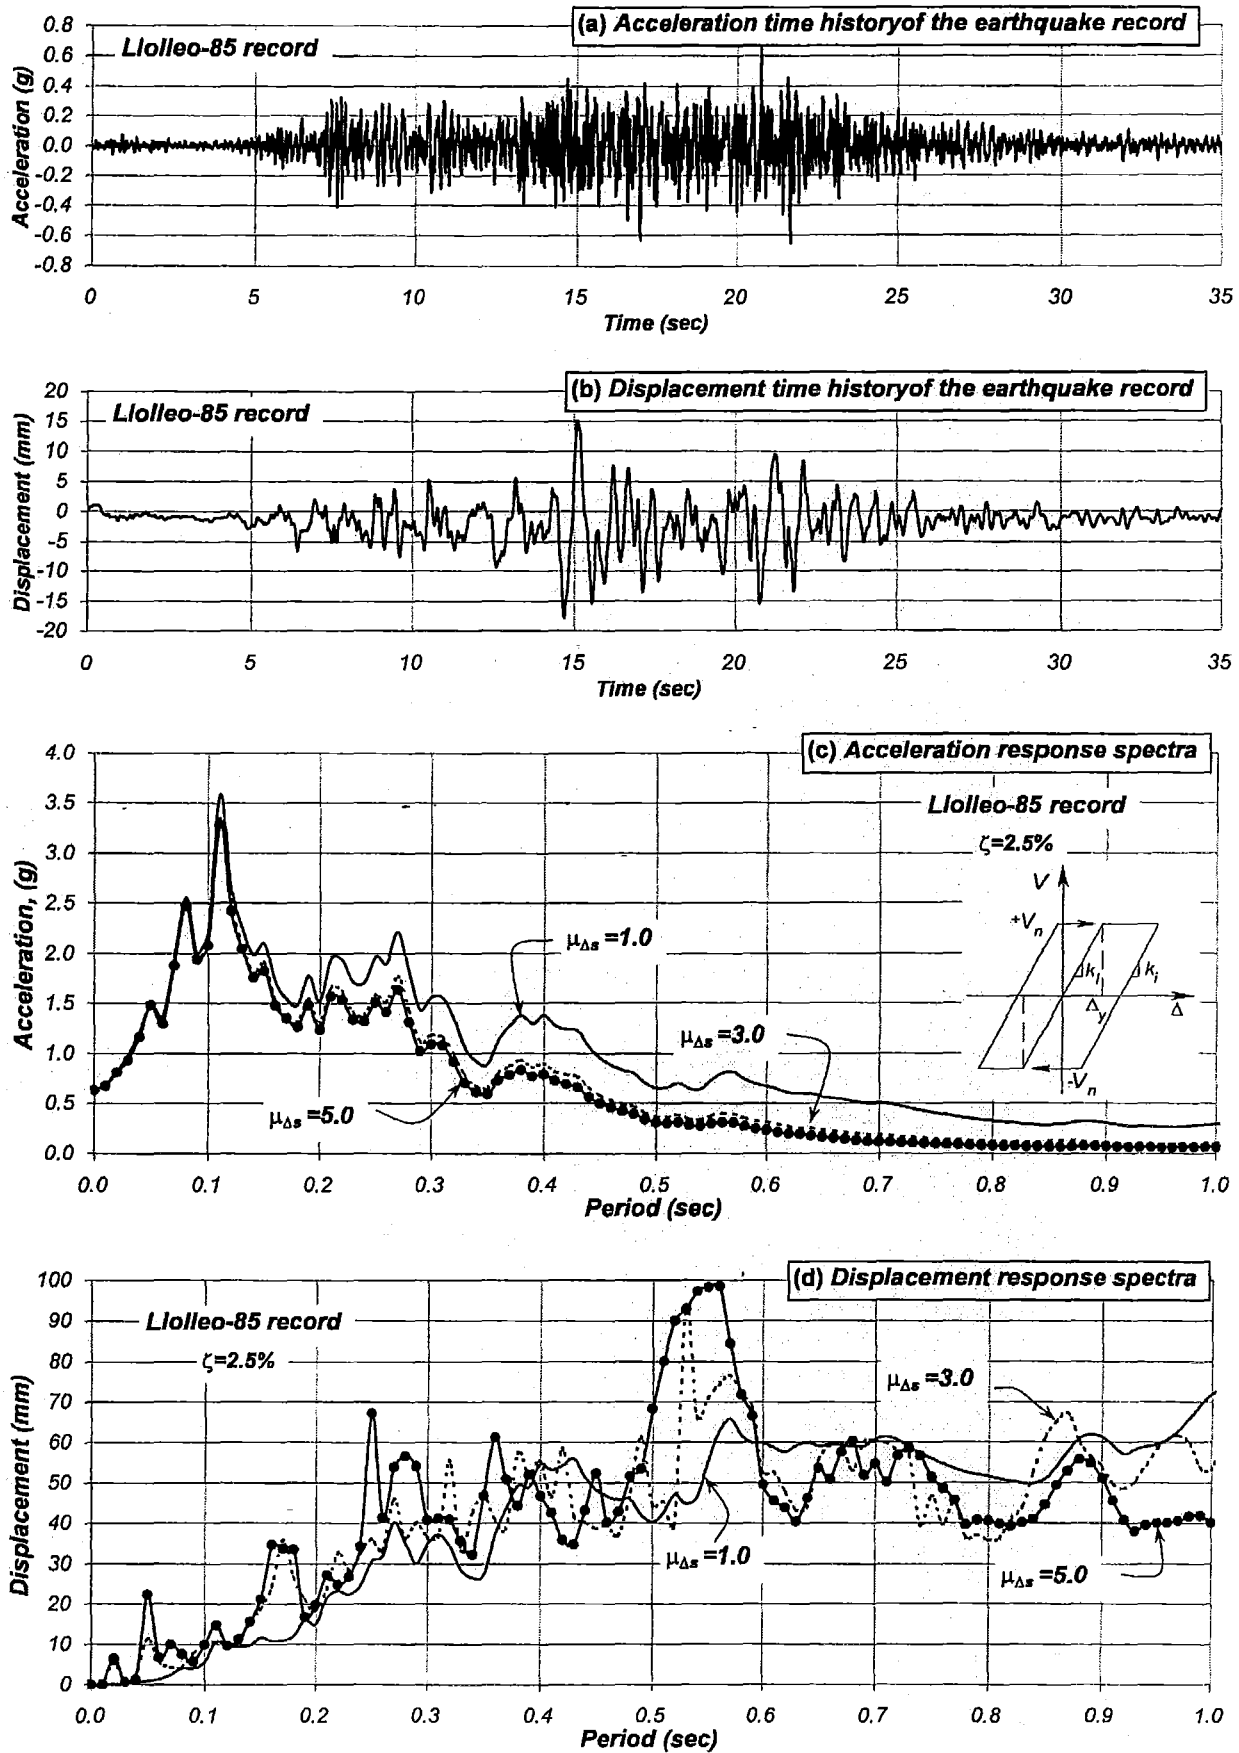 (a) Acceleration time historyof the earthquake record
Llolleo-85 record
Acceleration (g)
0.8
0.6
0.4
0.2
0.0
-0.2
-0.4
-0.6
-0.8
0 5 10 15 20 25 30 35
Time (sec)
(b) Displacement time historyof the earthquake record
Llolleo-85 record
Displacement (mm)
20
15
10
5
0
-5
-10
-15
-20
0 5 10 15 20 25 30 35
Time (sec)
(c) Acceleration response spectra
Llolleo-85 record
ζ=2.5%
Acceleration, (g)
4.0
3.5
3.0
2.5
2.0
1.5
1.0
0.5
0.0
μΔs =1.0
μΔs =3.0
μΔs =5.0
V
+Vn
ki
ki
Δy
Δ
-Vn
0.0 0.1 0.2 0.3 0.4 0.5 0.6 0.7 0.8 0.9 1.0
Period (sec)
(d) Displacement response spectra
Llolleo-85 record
ζ=2.5%
Displacement (mm)
100
90
80
70
60
50
40
30
20
10
0
μΔs =3.0
μΔs =1.0
μΔs =5.0
0.0 0.1 0.2 0.3 0.4 0.5 0.6 0.7 0.8 0.9 1.0
Period (sec)